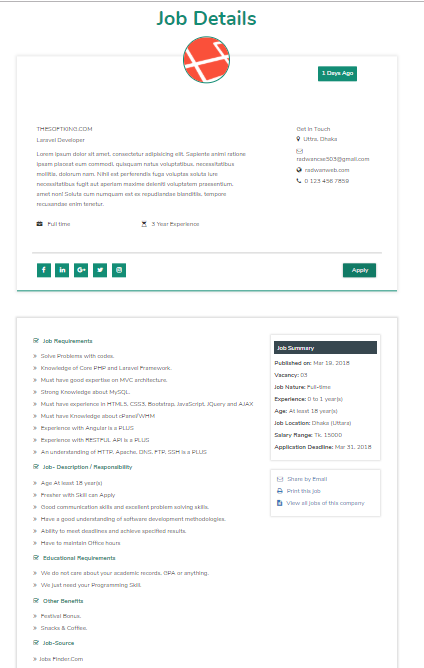 Job Details
1 Days Ago
THESOFTKING.COM
Laravel Developer
Lorem ipsum dolor sit amet, consectetur adipisicing elit. Sapiente animi ratione
ipsam placeat eum commodi, quisquam natus voluptatibus, necessitatibus
mollitia, dolorum nam. Nihil est perferendis fuga voluptas soluta iure
necessitatibus fugit aut aperiam maxime deleniti voluptatem praesentium,
amet non! Soluta cum numquam est ex repudiandae blanditiis, tempore
recusandae enim tenetur.
Full time
3 Year Experience
Get In Touch
Uttra, Dhaka
radwancse503@gmail.com
radwanweb.com
0 123 456 7859
Apply
Job Requirements
Solve Problems with codes.
Knowledge of Core PHP and Laravel Framework.
Must have good expertise on MVC architecture.
Strong Knowledge about MySQL.
Must have experience in HTML5, CSS3, Bootstrap, JavaScript, JQuery and AJAX
Must have Knowledge about cPanel/WHM
Experience with Angular is a PLUS
Experience with RESTFUL API is a PLUS
An understanding of HTTP, Apache, DNS, FTP, SSH is a PLUS
Job- Description / Responsibility
Age At least 18 year(s)
Fresher with Skill can Apply
Good communication skills and excellent problem solving skills.
Have a good understanding of software development methodologies.
Ability to meet deadlines and achieve specified results.
Have to maintain Office hours
Educational Requirements
We do not care about your academic records, GPA or anything.
We just need your Programming Skill.
Other Benefits
Festival Bonus.
Snacks & Coffee.
Job-Source
Jobs Finder.Com
Job Summary
Published on: Mar 19, 2018
Vacancy: 03
Job Nature: Full-time
Experience: 0 to 1 year(s)
Age: At least 18 year(s)
Job Location: Dhaka (Uttara)
Salary Range: Tk. 15000
Application Deadline: Mar 31, 2018
Share by Email
Print this job
View all jobs of this company